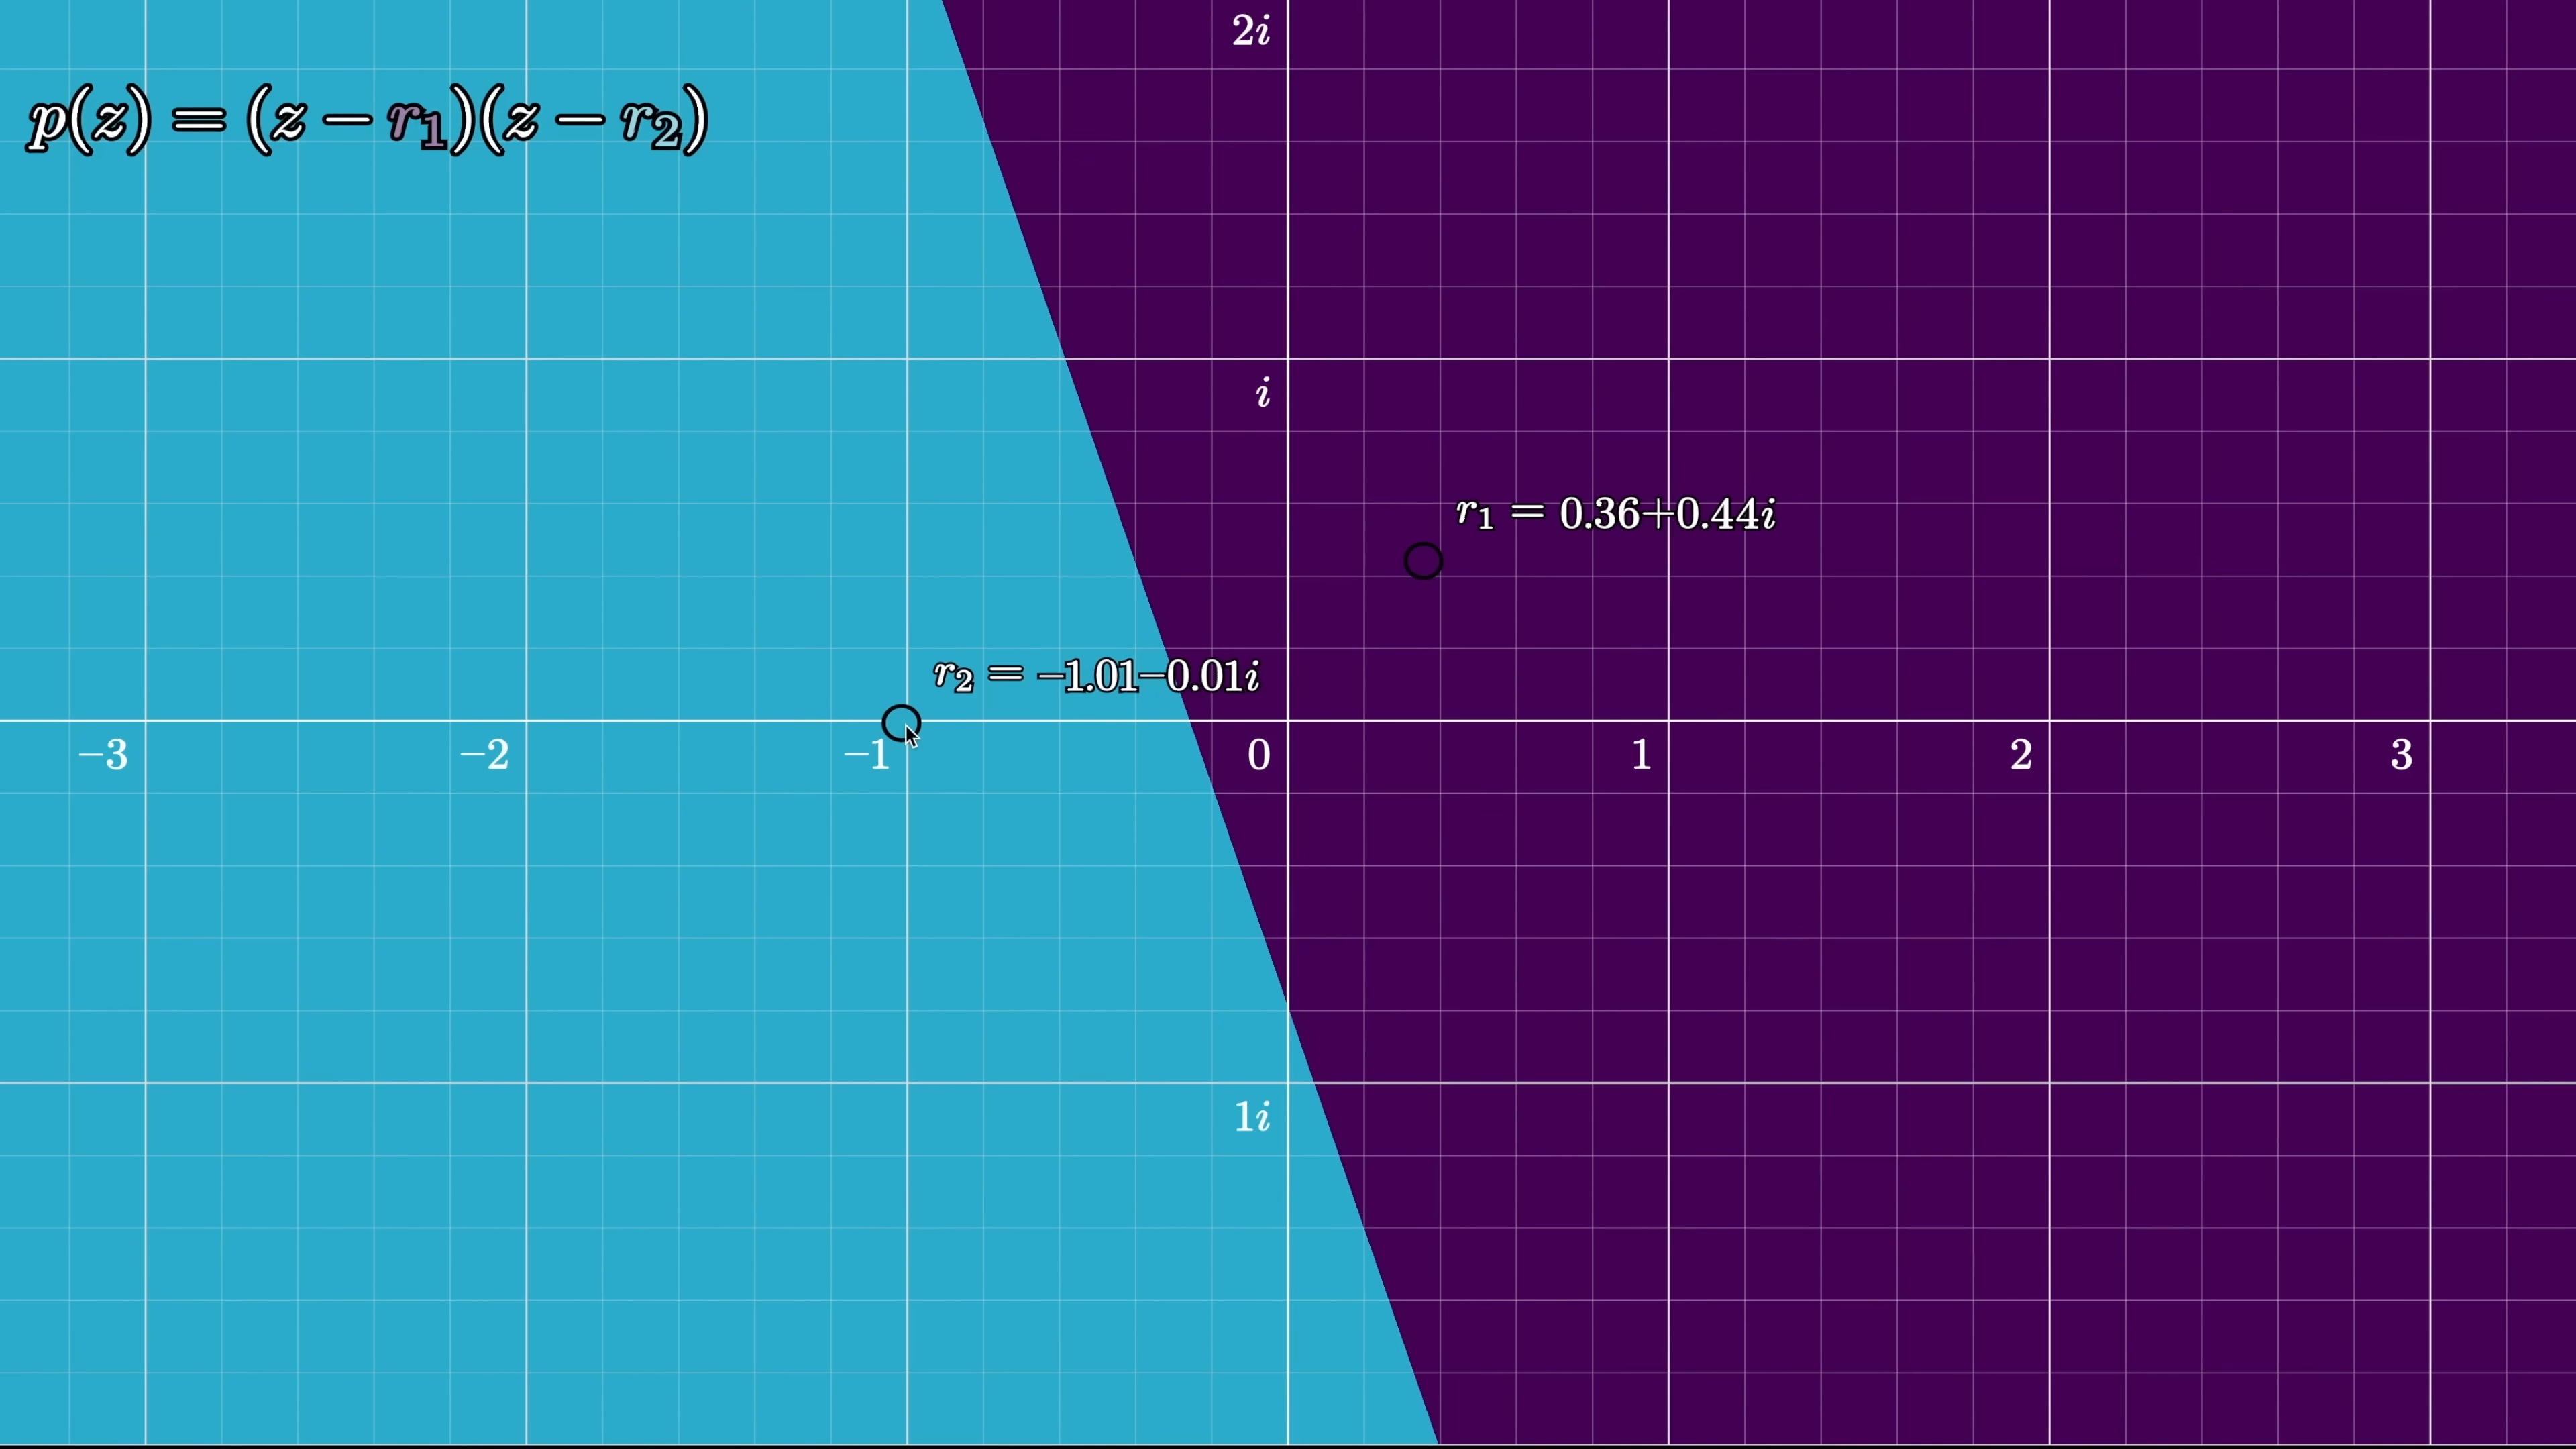 2i
p(z) = (z − r₁)(z − r₂)
i
r₁ = 0.36+0.44i
r₂ = −1.01–0.01i
−3 −2 −1 0 1 2 3
1i